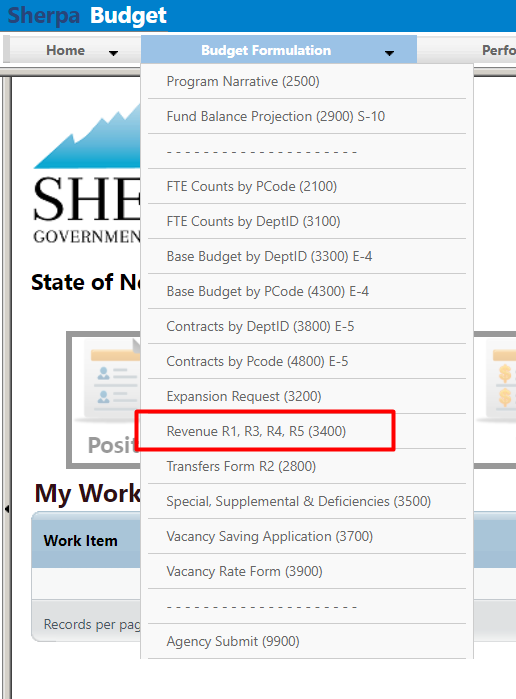 Sherpa Budget
Home
Budget Formulation
Perfo
Program Narrative (2500)
Fund Balance Projection (2900) S-10
- - - - - - - - - - - - - - - - - - - - -
FTE Counts by PCode (2100)
FTE Counts by DeptID (3100)
Base Budget by DeptID (3300) E-4
Base Budget by PCode (4300) E-4
Contracts by DeptID (3800) E-5
Contracts by Pcode (4800) E-5
Expansion Request (3200)
Revenue R1, R3, R4, R5 (3400)
Transfers Form R2 (2800)
Special, Supplemental & Deficiencies (3500)
Vacancy Saving Application (3700)
Vacancy Rate Form (3900)
- - - - - - - - - - - - - - - - - - - - -
Agency Submit (9900)
SHE
GOVERNMEN
State of Ne
Posit
My Work
Work Item
Records per pag